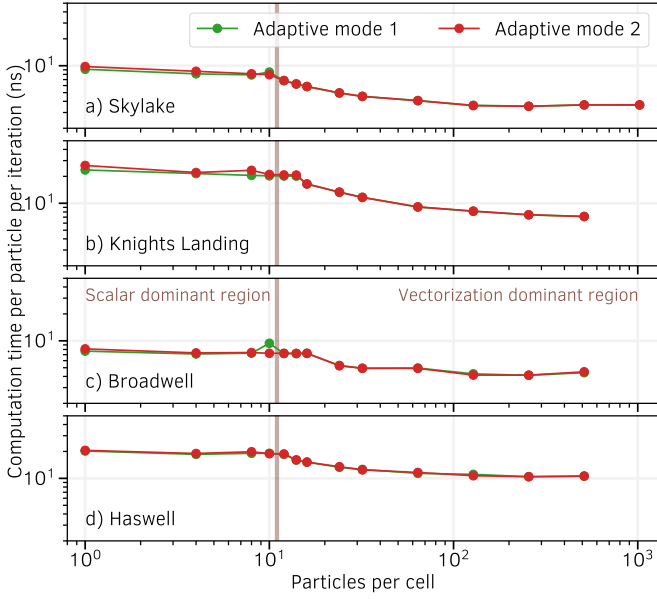 Adaptive mode 1
Adaptive mode 2
Computation time per particle per iteration (ns)
10^1
a) Skylake
10^1
b) Knights Landing
Scalar dominant region
Vectorization dominant region
10^1
c) Broadwell
10^1
d) Haswell
10^0
10^1
10^2
10^3
Particles per cell